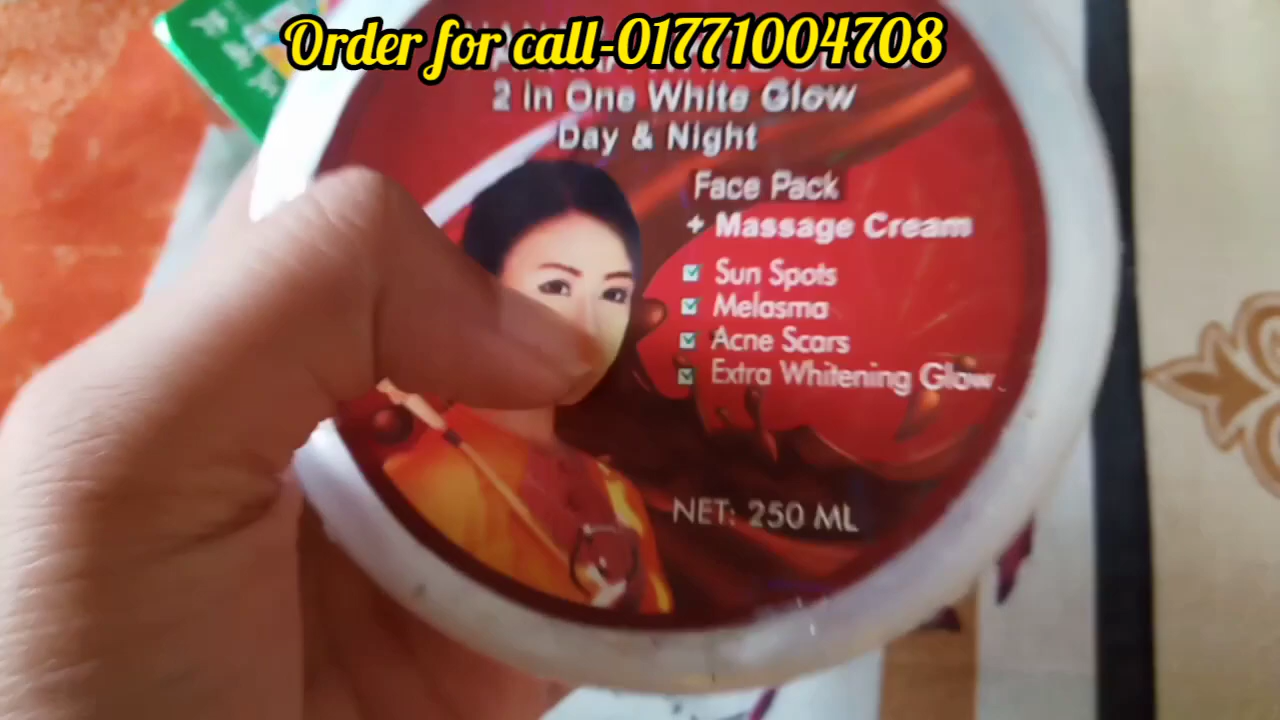 Order for call-01771004708
2 in One White Glow
Day & Night
Face Pack
+ Massage Cream
Sun Spots
Melasma
Acne Scars
Extra Whitening Glow
NET: 250 ML